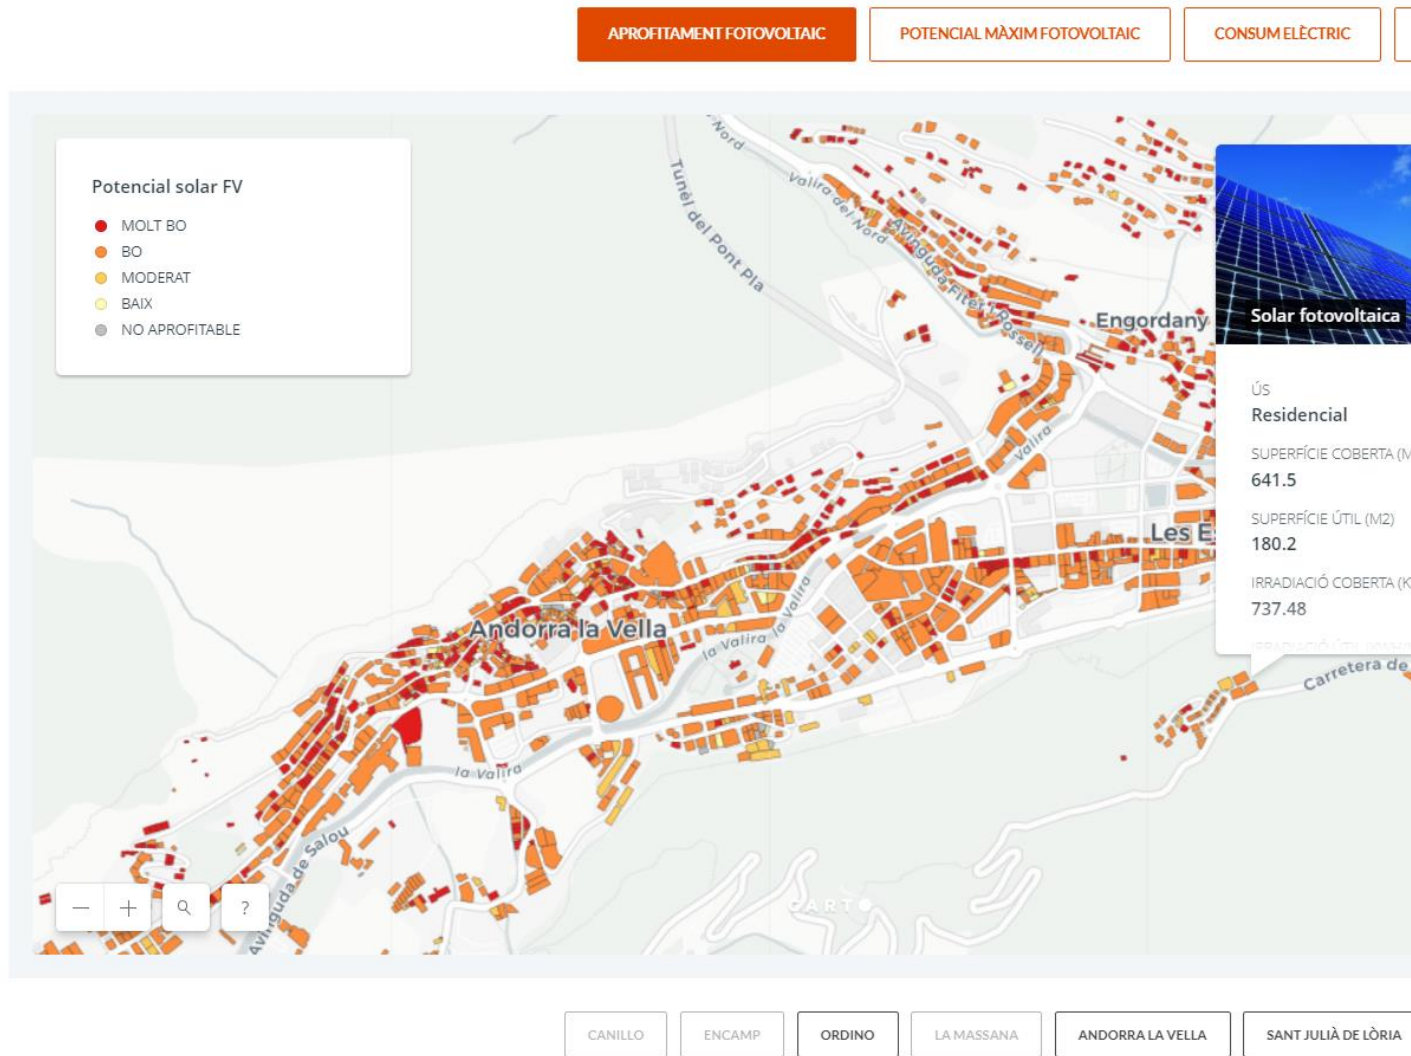 APROFITAMENT FOTOVOLTAIC
POTENCIAL MÀXIM FOTOVOLTAIC
CONSUM ELÈCTRIC
Potencial solar FV
MOLT BO
BO
MODERAT
BAIX
NO APROFITABLE
Nord
Tunèl del Pont Pla
Valira del Nord
Avinguda Fiter i Rossell
Engordany
Valira
Les E
Andorra la Vella
la Valira
la Valira
la Valira
Avinguda de Salou
Carretera de
Solar fotovoltaica
ÚS
Residencial
SUPERFÍCIE COBERTA (M
641.5
SUPERFÍCIE ÚTIL (M2)
180.2
IRRADIACIÓ COBERTA (K
737.48
− + ?
CARTO
CANILLO
ENCAMP
ORDINO
LA MASSANA
ANDORRA LA VELLA
SANT JULIÀ DE LÒRIA